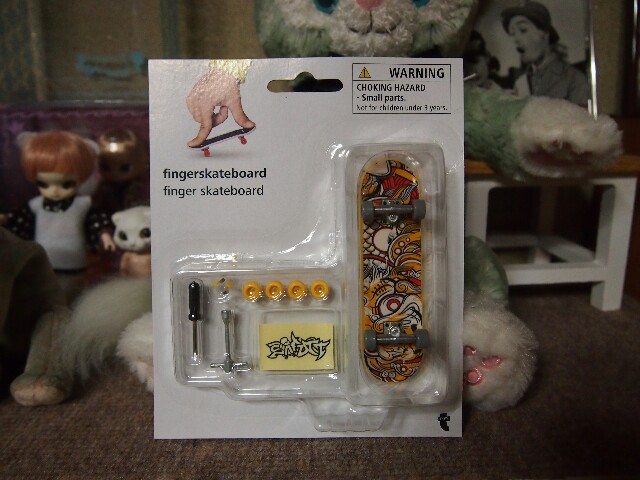 WARNING
CHOKING HAZARD
- Small parts.
Not for children under 3 years.
fingerskateboard
finger skateboard
t